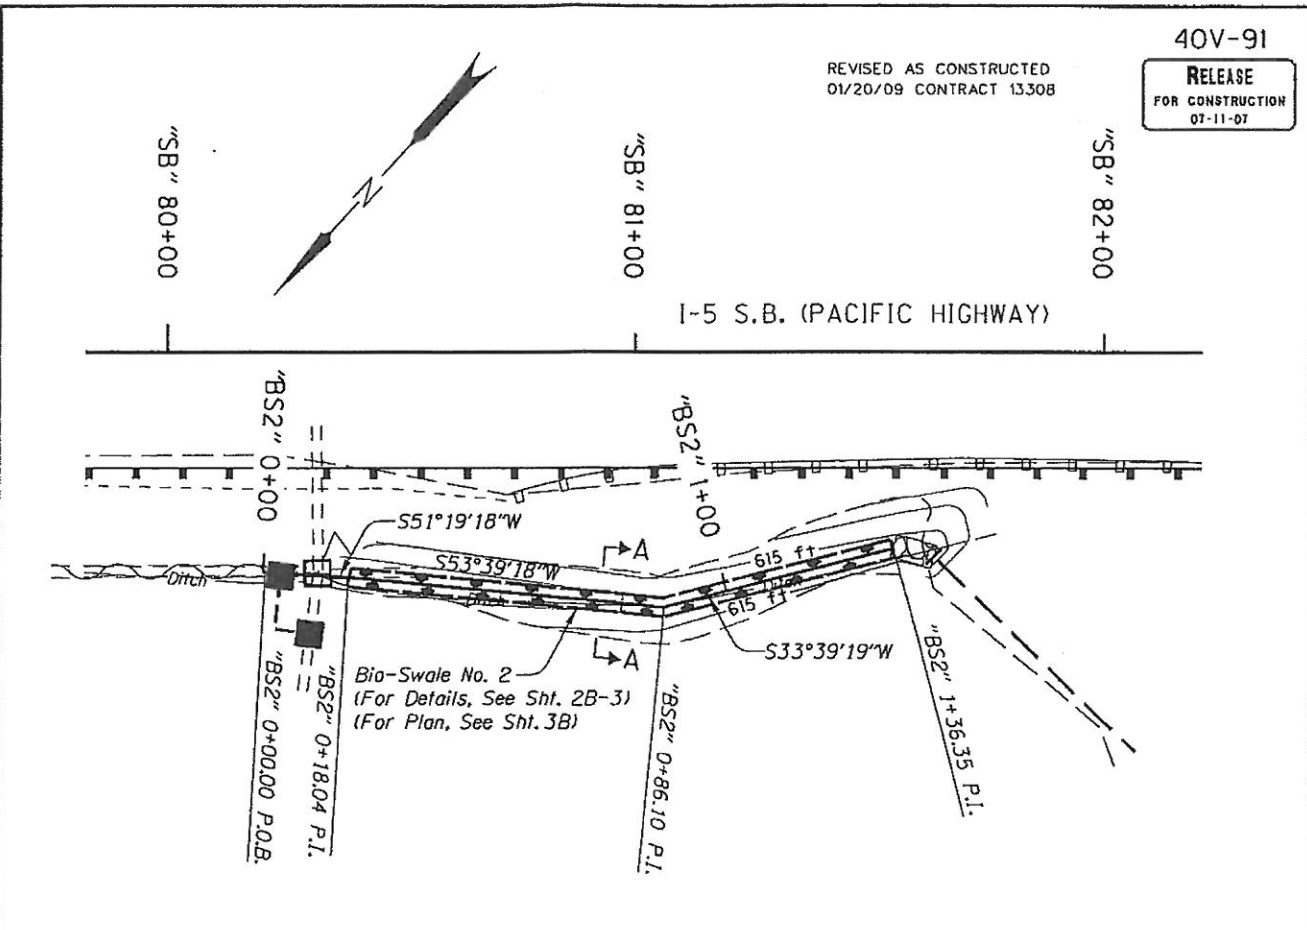 40V-91
REVISED AS CONSTRUCTED
01/20/09 CONTRACT 13308
RELEASE
FOR CONSTRUCTION
07-11-07
"SB" 80+00
"SB" 81+00
"SB" 82+00
N
I-5 S.B. (PACIFIC HIGHWAY)
"BS2" 0+00
"BS2" 1+00
S51°19'18"W
S53°39'18"W
A
615 ft
Ditch
615 ft
A
S33°39'19"W
Bio-Swale No. 2
(For Details, See Sht. 2B-3)
(For Plan, See Sht. 3B)
"BS2" 0+00.00 P.O.B.
"BS2" 0+18.04 P.I.
"BS2" 0+86.10 P.I.
"BS2" 1+36.35 P.I.